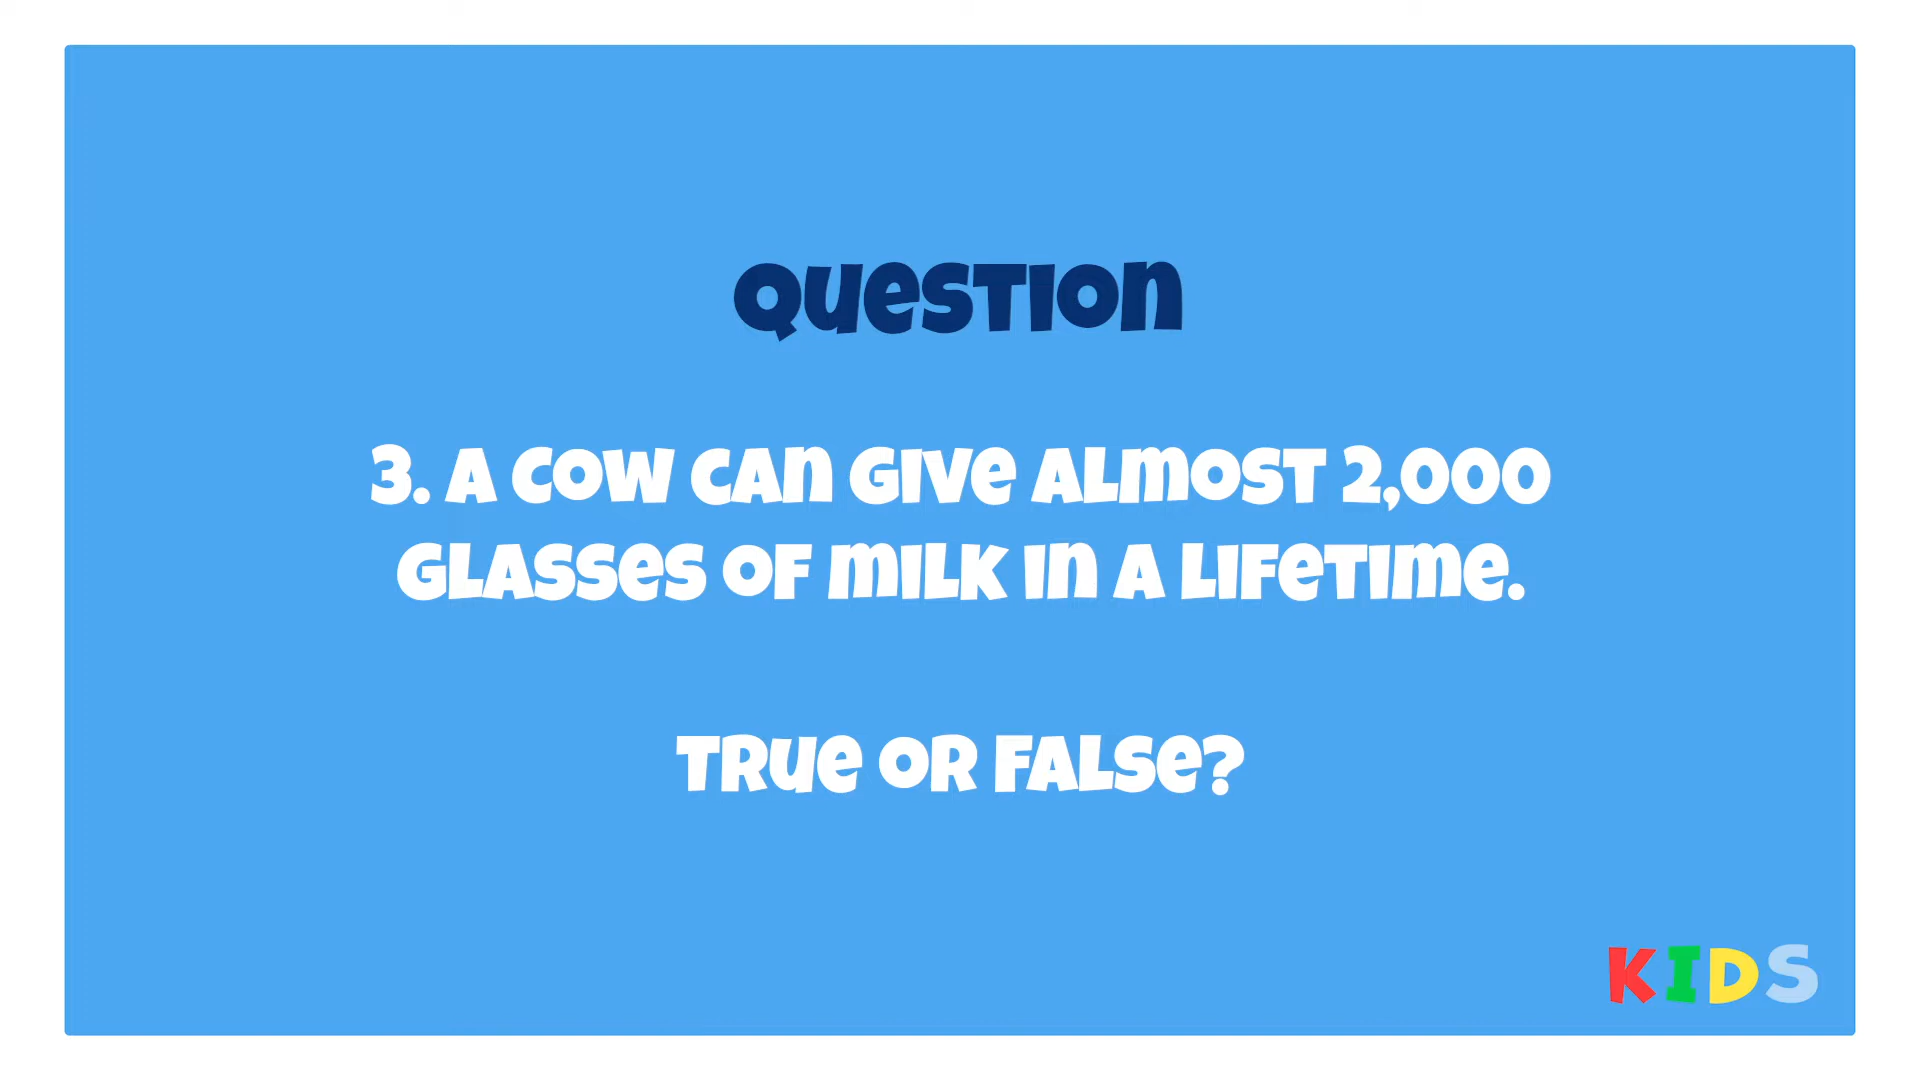 Question
3. A cow can give almost 2,000
glasses of milk in a lifetime.
True or False?
KIDS